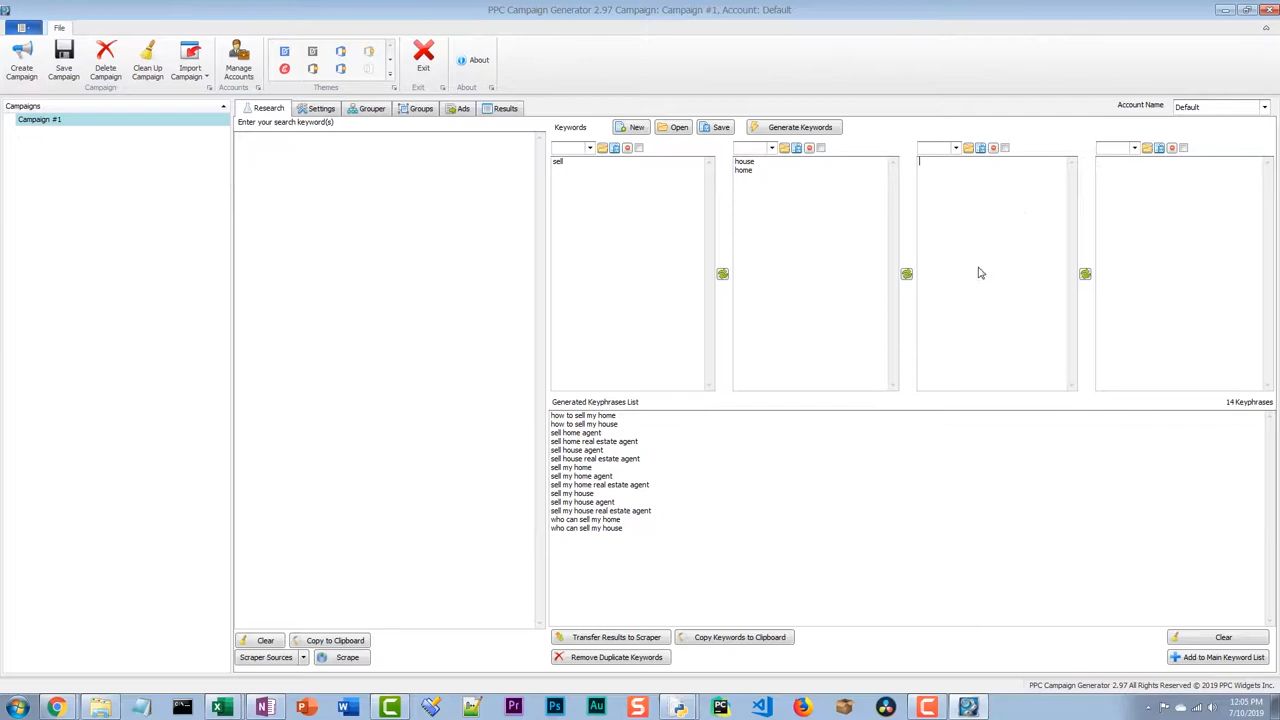 PPC Campaign Generator 2.97 Campaign: Campaign #1, Account: Default
File
Create Campaign
Save Campaign
Delete Campaign
Clean Up Campaign
Import Campaign
Manage Accounts
Exit
About
Campaign
Accounts
Themes
Exit
About
Campaigns
Campaign #1
Research
Settings
Grouper
Groups
Ads
Results
Account Name
Default
Enter your search keyword(s)
Keywords
New
Open
Save
Generate Keywords
sell
house
home
Generated Keyphrases List
14 Keyphrases
how to sell my home
how to sell my house
sell home agent
sell home real estate agent
sell house agent
sell house real estate agent
sell my home
sell my home agent
sell my home real estate agent
sell my house
sell my house agent
sell my house real estate agent
who can sell my home
who can sell my house
Clear
Copy to Clipboard
Scraper Sources
Scrape
Transfer Results to Scraper
Copy Keywords to Clipboard
Clear
Remove Duplicate Keywords
Add to Main Keyword List
PPC Campaign Generator 2.97 All Rights Reserved © 2019 PPC Widgets Inc.
12:05 PM
7/10/2019